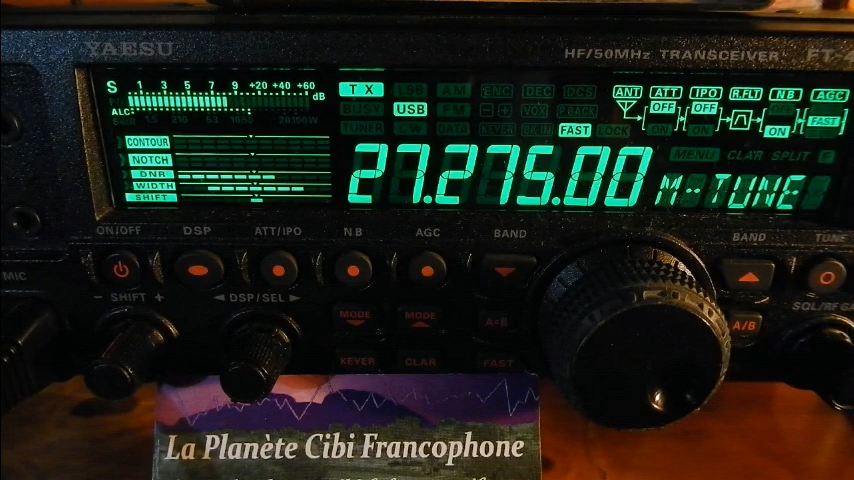 YAESU
HF/50MHz TRANSCEIVER FT-
S 1 3 5 7 9 +20 +40 +60 dB
ALC
TX LSB AM ENC DEC DCS
ANT ATT IPO R.FLT NB AGC
BUSY USB FM VOX P.BACK
OFF OFF FAST
TUNER CW DATA KEYER FAST LOCK
ON ON ON
CONTOUR
NOTCH
DNR
WIDTH
SHIFT
27.275.00
MENU CLAR SPLIT
M-TUNE
ON/OFF DSP ATT/IPO NB AGC BAND BAND TUNE
MIC
− SHIFT + ◄ DSP/SEL ► MODE MODE A=B A/B SQL/RF GA
KEYER CLAR FAST
La Planète Cibi Francophone